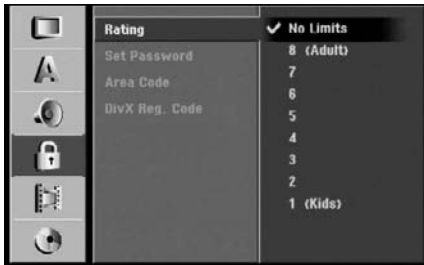 Rating
Set Password
Area Code
DivX Reg. Code
No Limits
8 (Adult)
7
6
5
4
3
2
1 (Kids)